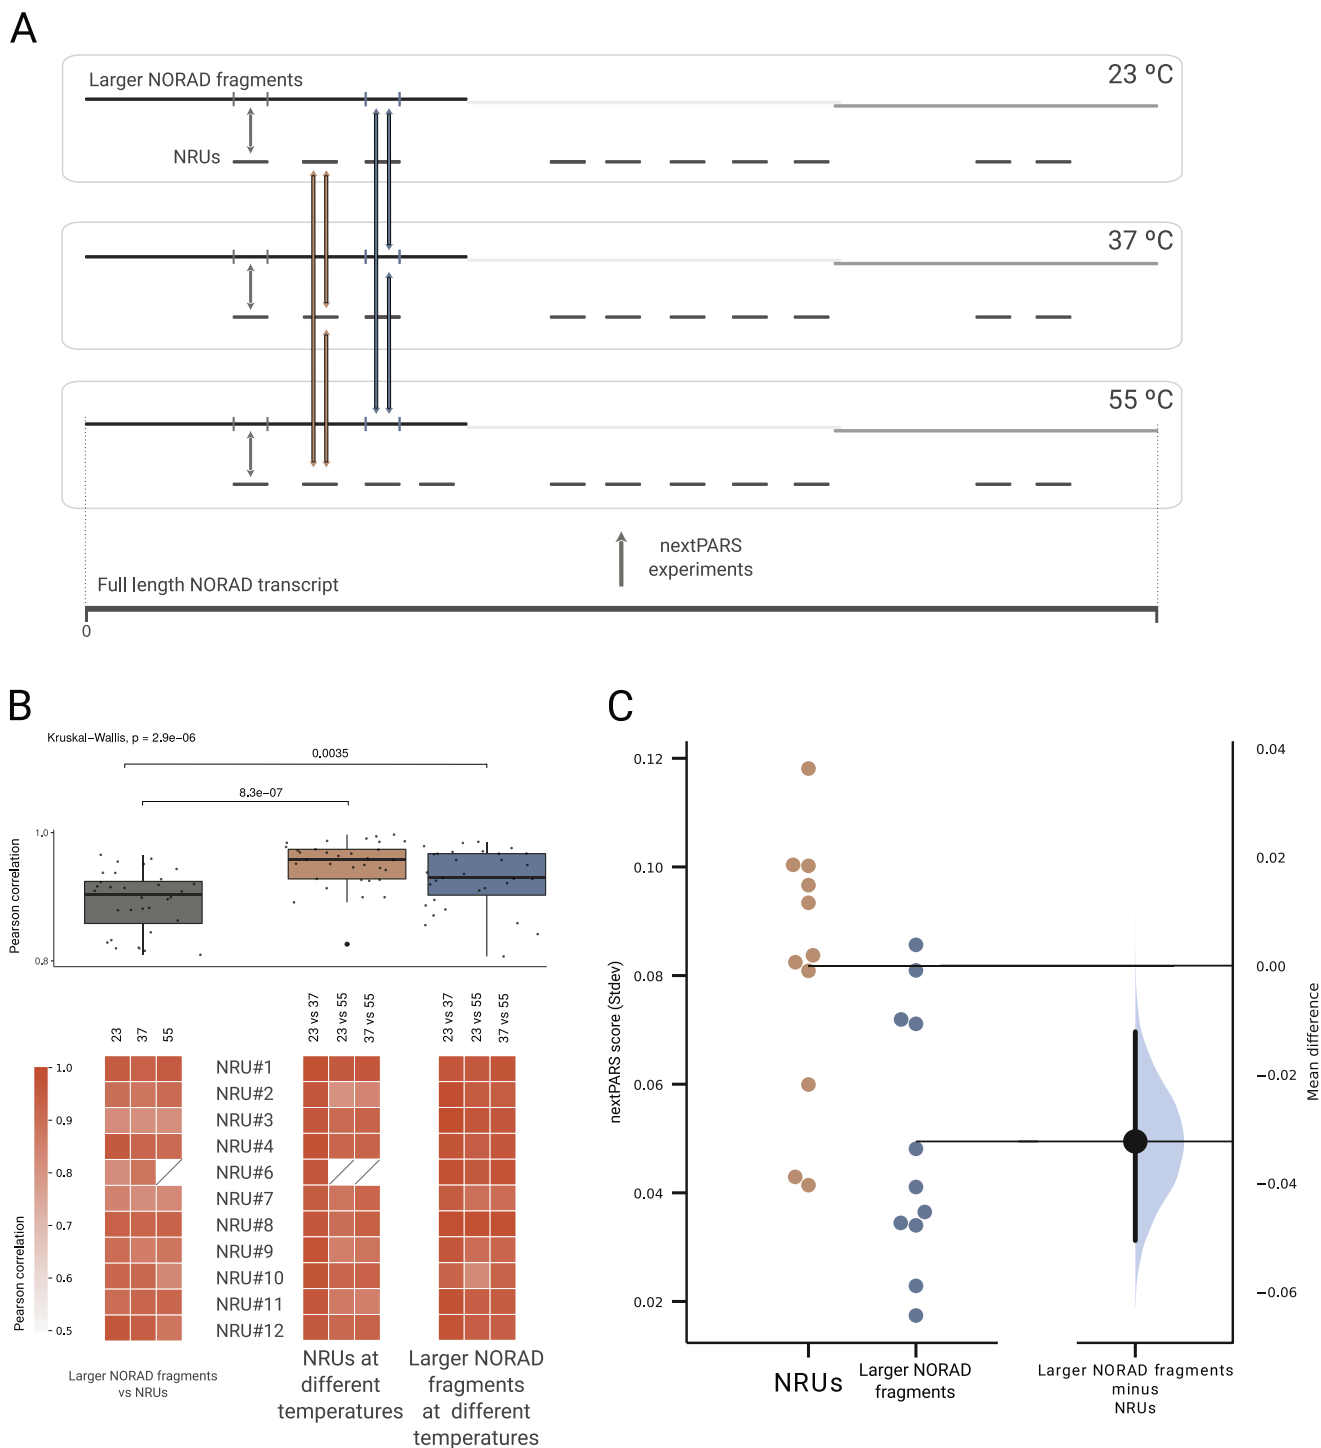 A
Larger NORAD fragments
23 ºC
NRUs
37 ºC
55 ºC
nextPARS
experiments
Full length NORAD transcript
0
B
Kruskal–Wallis, p = 2.9e–06
0.0035
8.3e–07
Pearson correlation
1.0
0.8
23
37
55
23 vs 37
23 vs 55
37 vs 55
23 vs 37
23 vs 55
37 vs 55
Pearson correlation
1.0
0.9
0.8
0.7
0.6
0.5
NRU#1
NRU#2
NRU#3
NRU#4
NRU#6
NRU#7
NRU#8
NRU#9
NRU#10
NRU#11
NRU#12
Larger NORAD fragments
vs NRUs
NRUs at
different
temperatures
Larger NORAD
fragments
at different
temperatures
C
nextPARS score (Stdev)
0.12
0.10
0.08
0.06
0.04
0.02
0.04
0.02
0.00
−0.02
−0.04
−0.06
Mean difference
NRUs
Larger NORAD
fragments
Larger NORAD fragments
minus
NRUs